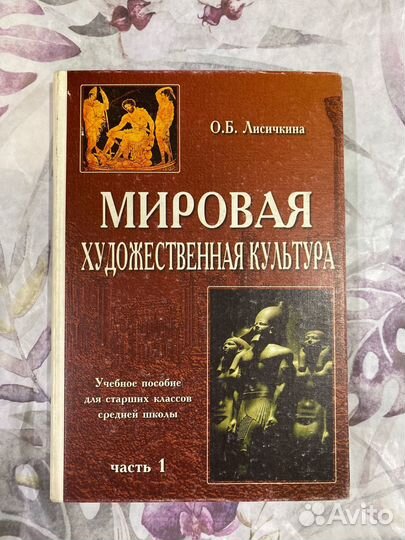 О.Б. Лисичкина
МИРОВАЯ
ХУДОЖЕСТВЕННАЯ КУЛЬТУРА
Учебное пособие
для старших классов
средней школы
часть 1
Avito